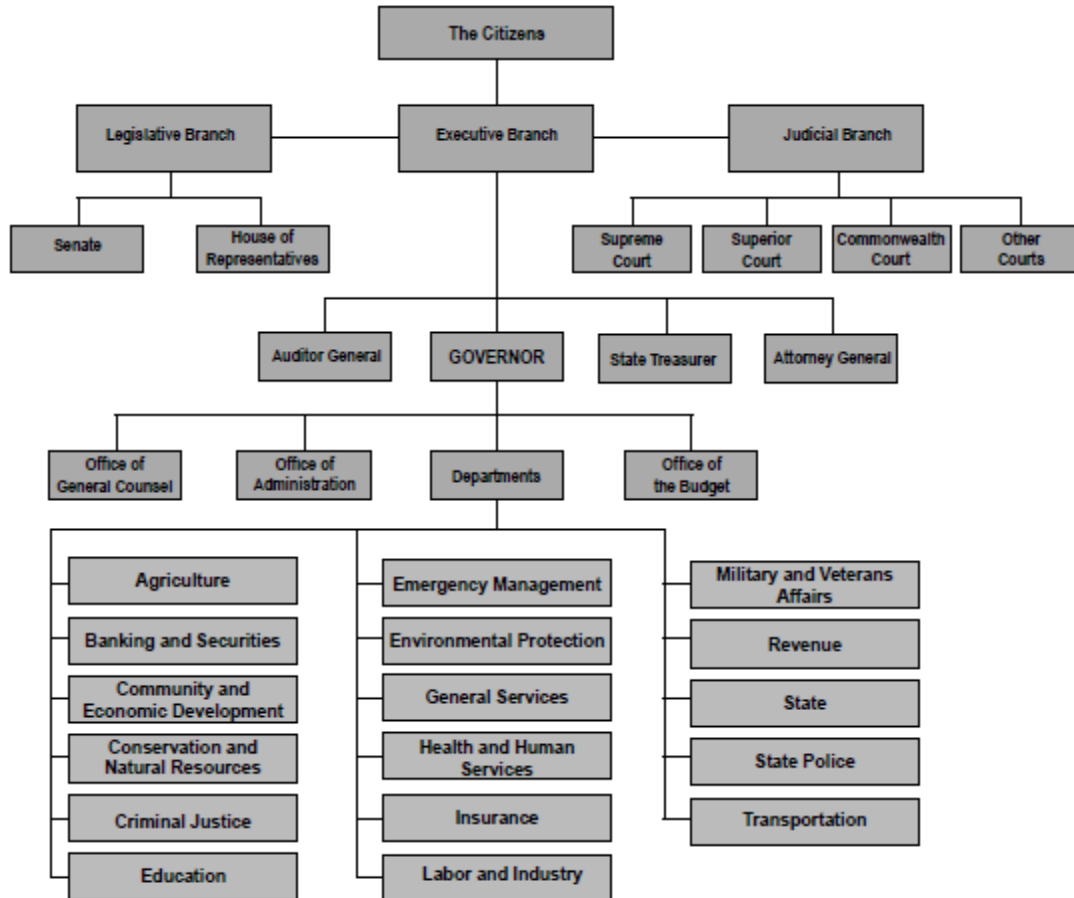 The Citizens
Legislative Branch
Executive Branch
Judicial Branch
Senate
House of
Representatives
Supreme
Court
Superior
Court
Commonwealth
Court
Other
Courts
Auditor General
GOVERNOR
State Treasurer
Attorney General
Office of
General Counsel
Office of
Administration
Departments
Office of
the Budget
Agriculture
Banking and Securities
Community and
Economic Development
Conservation and
Natural Resources
Criminal Justice
Education
Emergency Management
Environmental Protection
General Services
Health and Human
Services
Insurance
Labor and Industry
Military and Veterans
Affairs
Revenue
State
State Police
Transportation